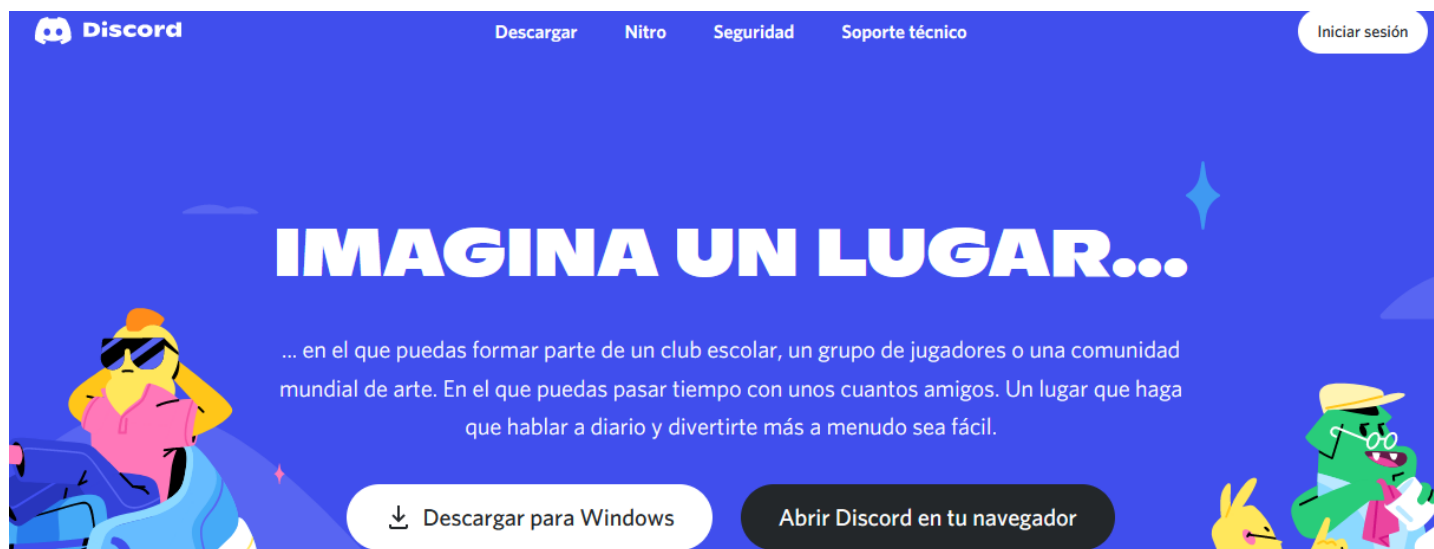 Discord
Descargar Nitro Seguridad Soporte técnico
Iniciar sesión
IMAGINA UN LUGAR...
... en el que puedas formar parte de un club escolar, un grupo de jugadores o una comunidad
mundial de arte. En el que puedas pasar tiempo con unos cuantos amigos. Un lugar que haga
que hablar a diario y divertirte más a menudo sea fácil.
Descargar para Windows
Abrir Discord en tu navegador